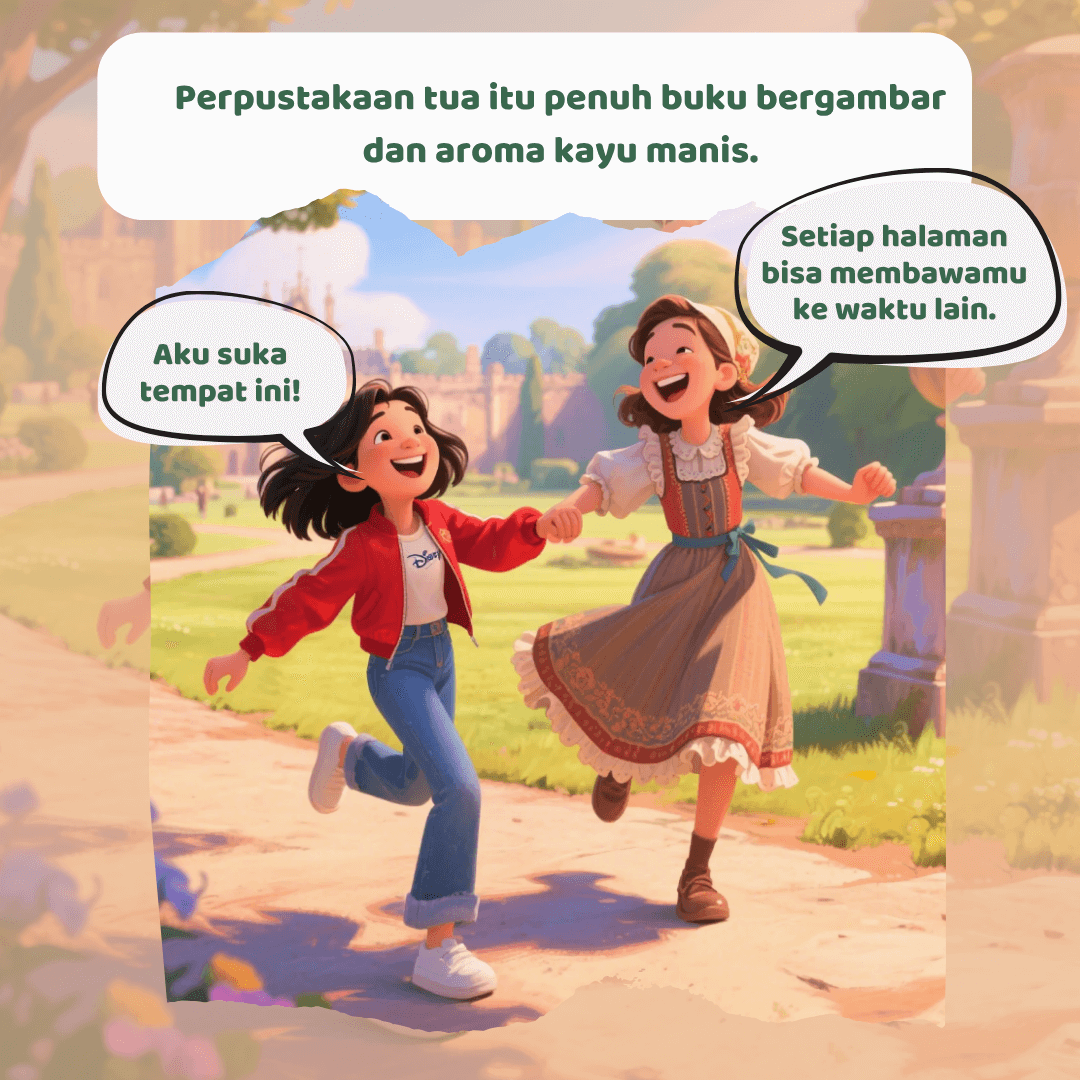 Perpustakaan tua itu penuh buku bergambar
dan aroma kayu manis.
Setiap halaman
bisa membawamu
ke waktu lain.
Aku suka
tempat ini!